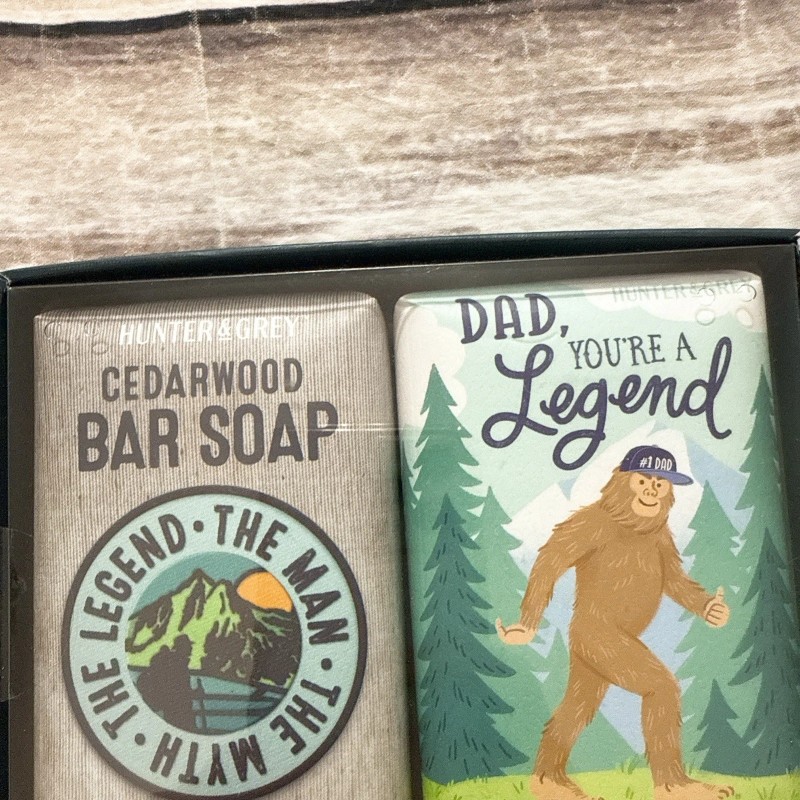 HUNTER & GREY
CEDARWOOD
BAR SOAP
THE LEGEND • THE MAN • THE MYTH •
HUNTER & GREY
DAD,
YOU'RE A
Legend
#1 DAD